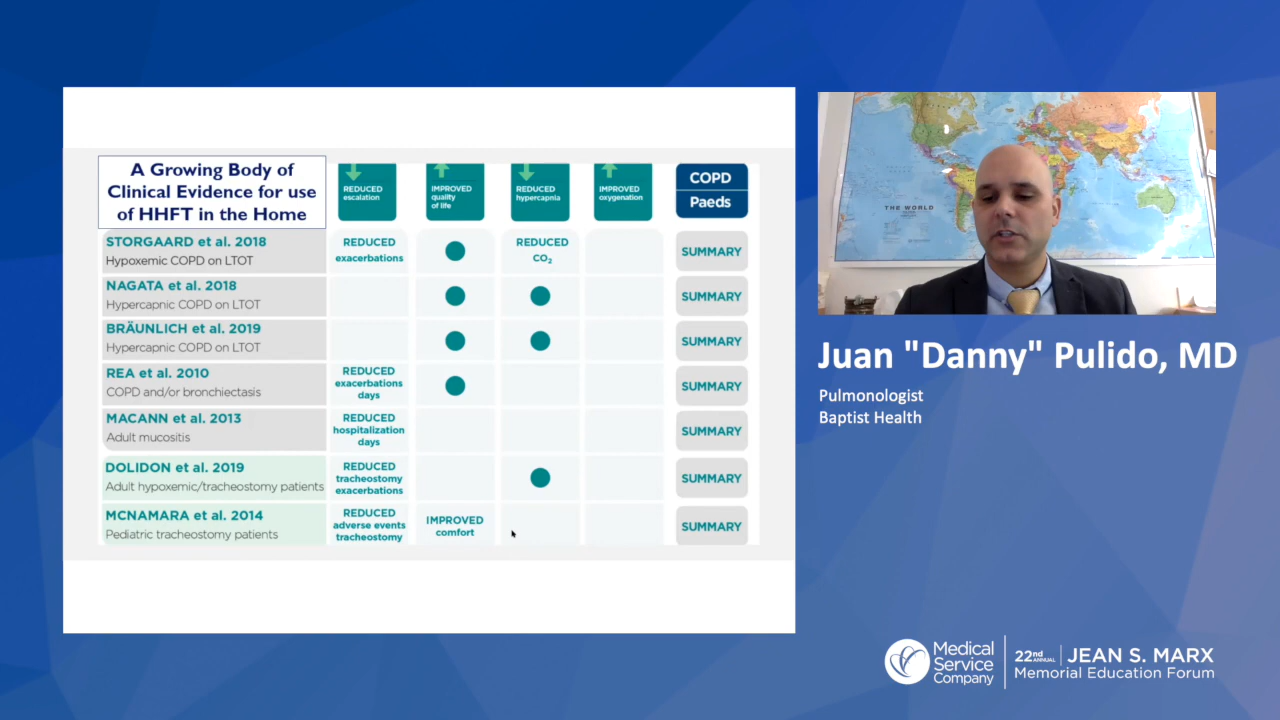 A Growing Body of
Clinical Evidence for use
of HHFT in the Home
REDUCED
escalation
IMPROVED
quality
of life
REDUCED
hypercapnia
IMPROVED
oxygenation
COPD
Paeds
STORGAARD et al. 2018
Hypoxemic COPD on LTOT
REDUCED
exacerbations
REDUCED
CO₂
SUMMARY
NAGATA et al. 2018
Hypercapnic COPD on LTOT
SUMMARY
BRÄUNLICH et al. 2019
Hypercapnic COPD on LTOT
SUMMARY
REA et al. 2010
COPD and/or bronchiectasis
REDUCED
exacerbations
days
SUMMARY
MACANN et al. 2013
Adult mucositis
REDUCED
hospitalization
days
SUMMARY
DOLIDON et al. 2019
Adult hypoxemic/tracheostomy patients
REDUCED
tracheostomy
exacerbations
SUMMARY
MCNAMARA et al. 2014
Pediatric tracheostomy patients
REDUCED
adverse events
tracheostomy
IMPROVED
comfort
SUMMARY
THE WORLD
Juan "Danny" Pulido, MD
Pulmonologist
Baptist Health
Medical
Service
Company
22nd ANNUAL JEAN S. MARX
Memorial Education Forum